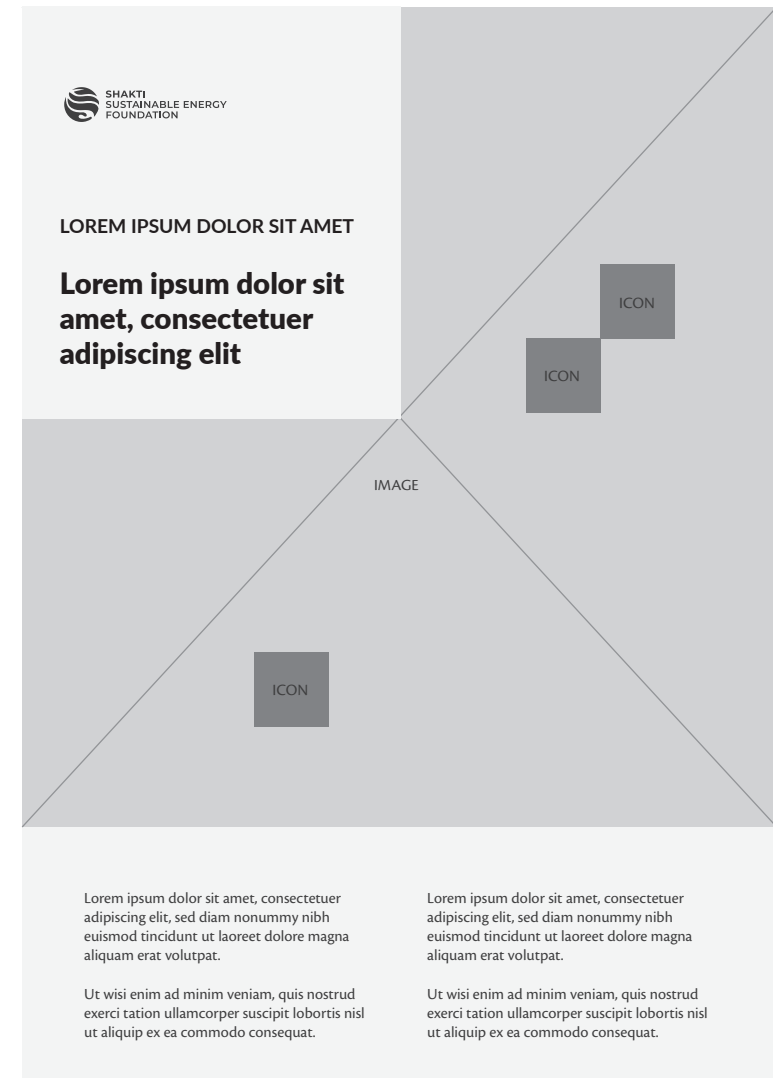 SHAKTI
SUSTAINABLE ENERGY
FOUNDATION
LOREM IPSUM DOLOR SIT AMET
Lorem ipsum dolor sit
amet, consectetuer
adipiscing elit
ICON
ICON
IMAGE
ICON
Lorem ipsum dolor sit amet, consectetuer
adipiscing elit, sed diam nonummy nibh
euismod tincidunt ut laoreet dolore magna
aliquam erat volutpat.
Ut wisi enim ad minim veniam, quis nostrud
exerci tation ullamcorper suscipit lobortis nisl
ut aliquip ex ea commodo consequat.
Lorem ipsum dolor sit amet, consectetuer
adipiscing elit, sed diam nonummy nibh
euismod tincidunt ut laoreet dolore magna
aliquam erat volutpat.
Ut wisi enim ad minim veniam, quis nostrud
exerci tation ullamcorper suscipit lobortis nisl
ut aliquip ex ea commodo consequat.